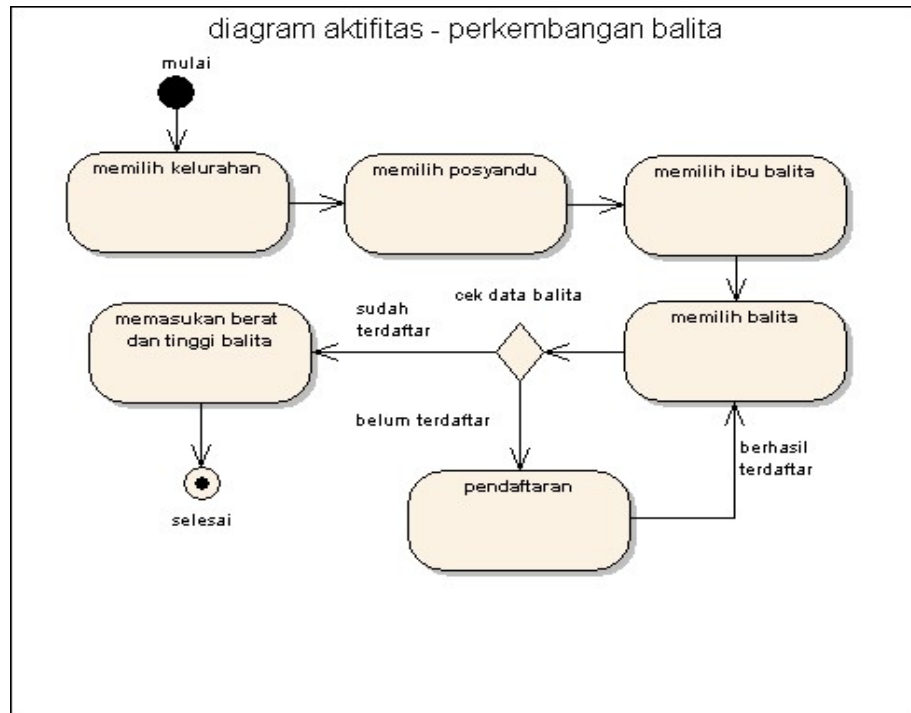 diagram aktifitas - perkembangan balita
mulai
memilih kelurahan
memilih posyandu
memilih ibu balita
memilih balita
cek data balita
sudah
terdaftar
memasukan berat
dan tinggi balita
belum terdaftar
pendaftaran
berhasil
terdaftar
selesai